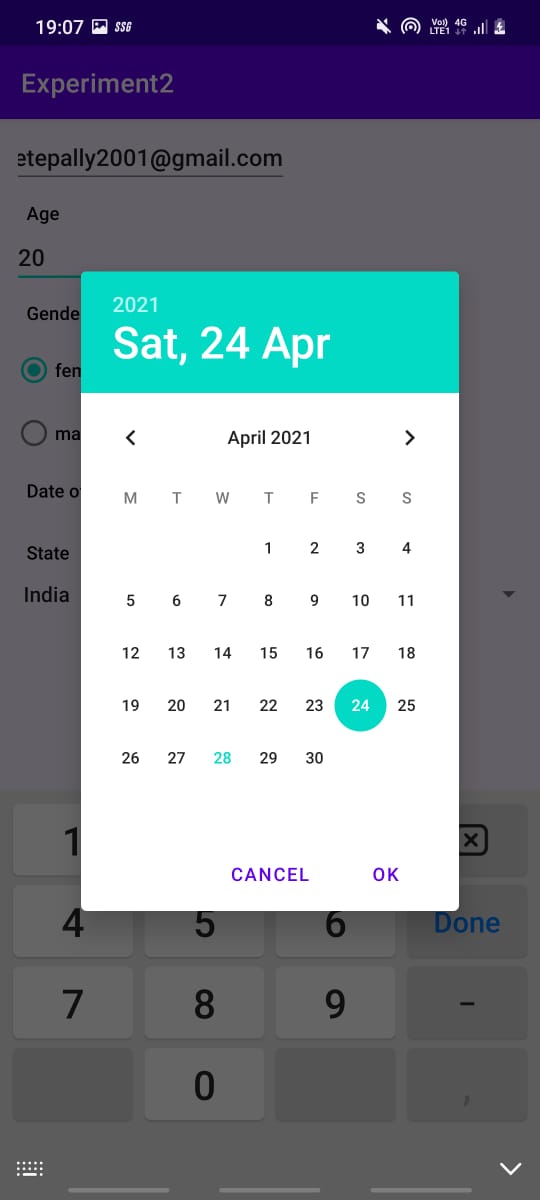 19:07 SSG Vo)) LTE1 4G
Experiment2
etepally2001@gmail.com
Age
20
2021
Sat, 24 Apr
Gende
fem
ma
Date o
State
India
April 2021
M T W T F S S
1 2 3 4
5 6 7 8 9 10 11
12 13 14 15 16 17 18
19 20 21 22 23 24 25
26 27 28 29 30
CANCEL OK
1
4 5 6 Done
7 8 9 -
0 ,